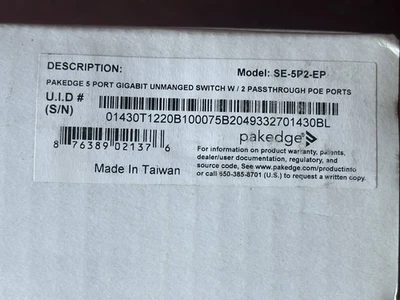 DESCRIPTION: Model: SE-5P2-EP
PAKEDGE 5 PORT GIGABIT UNMANGED SWITCH W / 2 PASSTHROUGH POE PORTS
U.I.D #
(S/N)
01430T1220B100075B2049332701430BL
8 76389 02137 6
pakedge
Made In Taiwan
For information on product warranty, patents,
dealer/user documentation, regulatory, and
source code, See www.pakedge.com/productinfo
or call 650-385-8701 (U.S.) to request a written copy.